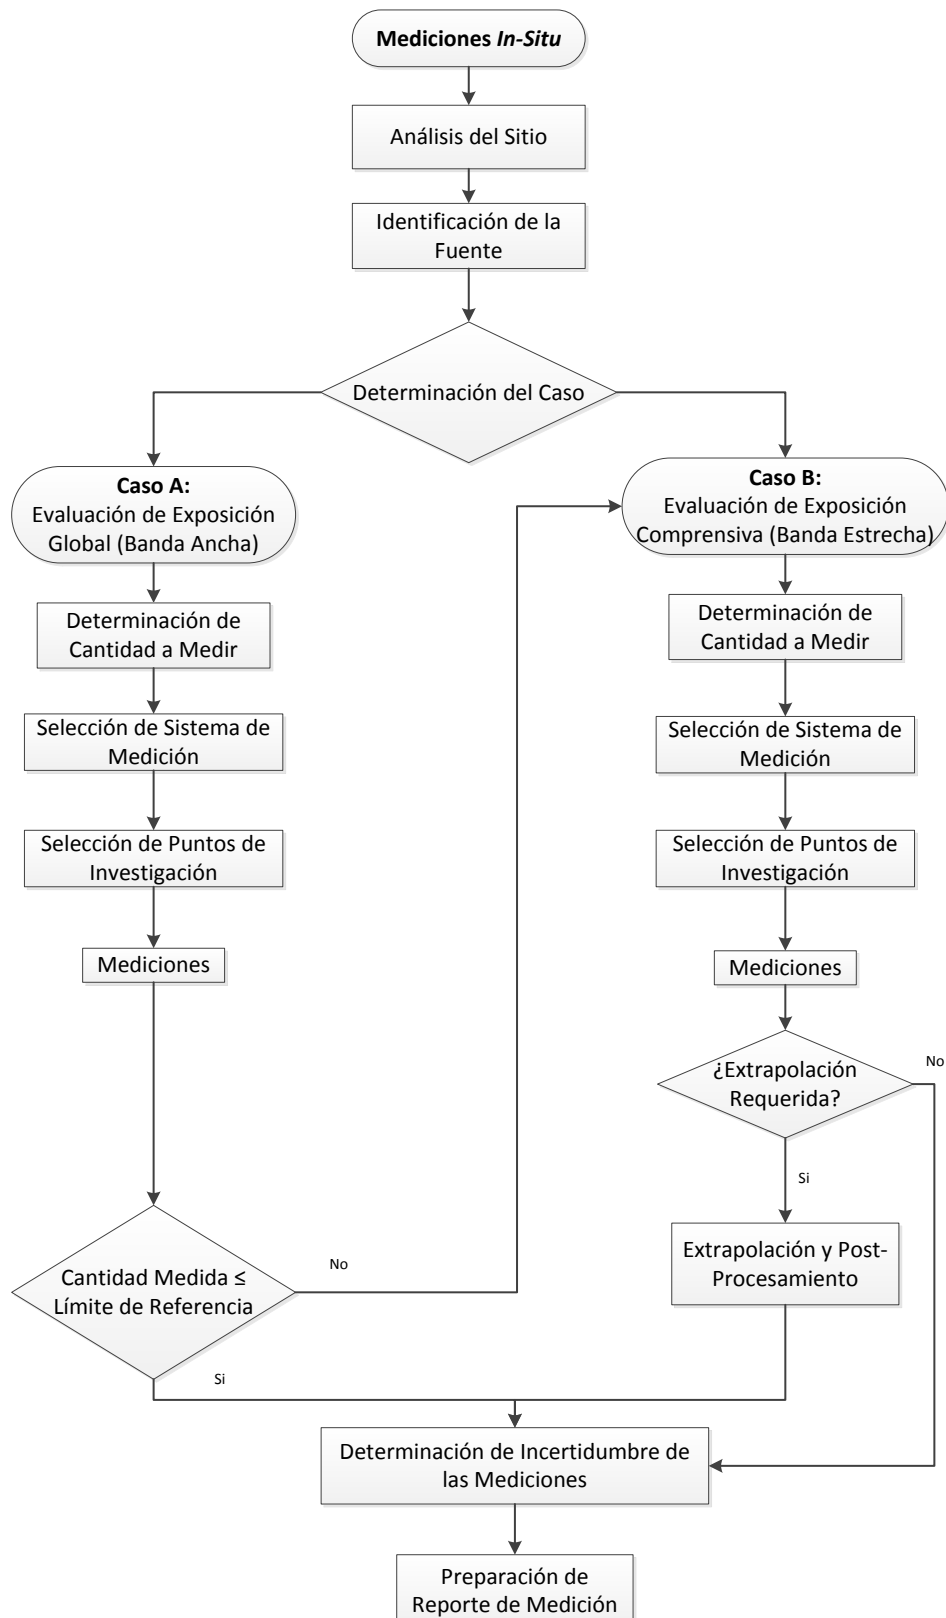 Mediciones In-Situ
Análisis del Sitio
Identificación de la
Fuente
Determinación del Caso
Caso A:
Evaluación de Exposición
Global (Banda Ancha)
Determinación de
Cantidad a Medir
Selección de Sistema de
Medición
Selección de Puntos de
Investigación
Mediciones
Cantidad Medida ≤
Límite de Referencia
No
Si
Caso B:
Evaluación de Exposición
Comprensiva (Banda Estrecha)
Determinación de
Cantidad a Medir
Selección de Sistema de
Medición
Selección de Puntos de
Investigación
Mediciones
¿Extrapolación
Requerida?
No
Si
Extrapolación y Post-
Procesamiento
Determinación de Incertidumbre de
las Mediciones
Preparación de
Reporte de Medición